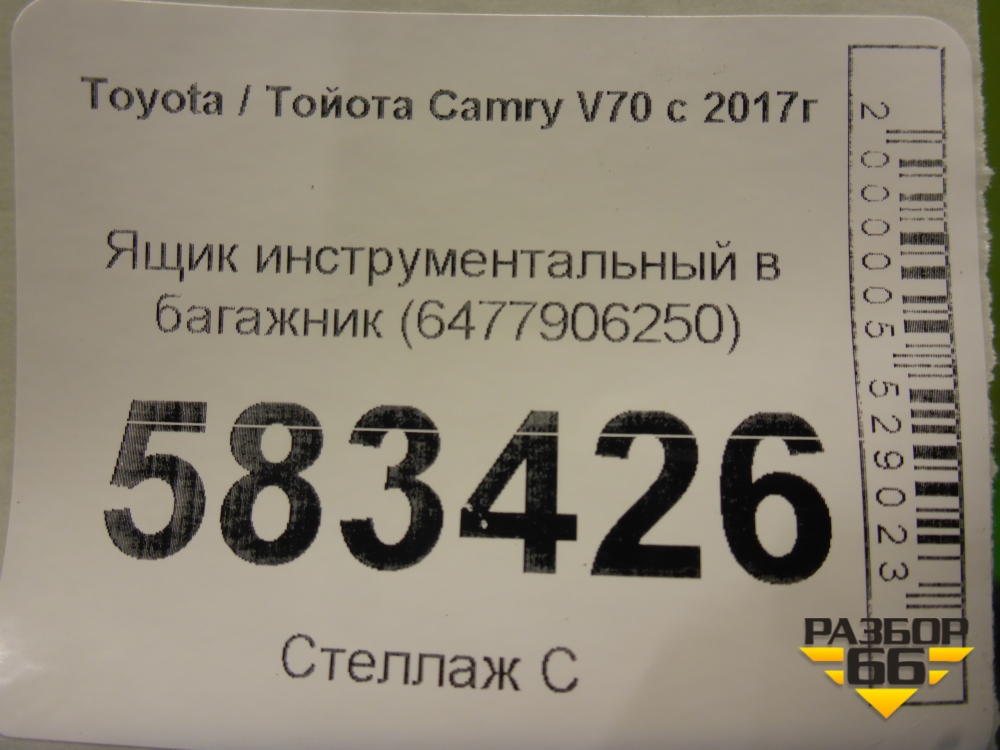 Toyota / Тойота Camry V70 с 2017г
Ящик инструментальный в
багажник (6477906250)
583426
Стеллаж С
2000005529023
РАЗБОР
66